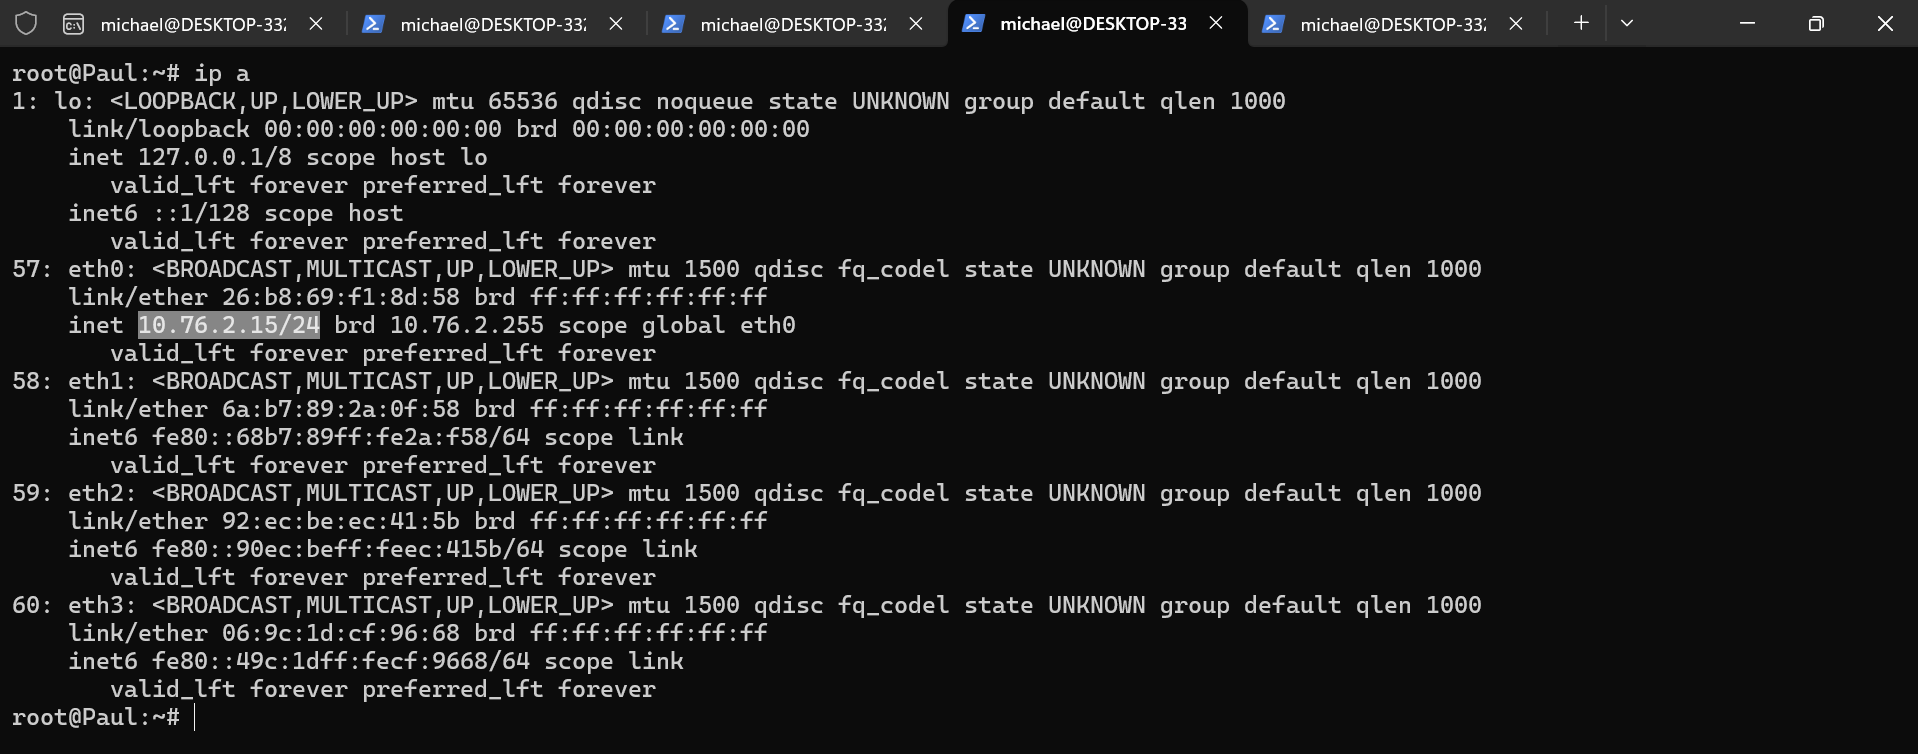 michael@DESKTOP-332
michael@DESKTOP-332
michael@DESKTOP-332
michael@DESKTOP-33
michael@DESKTOP-332
root@Paul:~# ip a
1: lo: <LOOPBACK,UP,LOWER_UP> mtu 65536 qdisc noqueue state UNKNOWN group default qlen 1000
    link/loopback 00:00:00:00:00:00 brd 00:00:00:00:00:00
    inet 127.0.0.1/8 scope host lo
       valid_lft forever preferred_lft forever
    inet6 ::1/128 scope host
       valid_lft forever preferred_lft forever
57: eth0: <BROADCAST,MULTICAST,UP,LOWER_UP> mtu 1500 qdisc fq_codel state UNKNOWN group default qlen 1000
    link/ether 26:b8:69:f1:8d:58 brd ff:ff:ff:ff:ff:ff
    inet 10.76.2.15/24 brd 10.76.2.255 scope global eth0
       valid_lft forever preferred_lft forever
58: eth1: <BROADCAST,MULTICAST,UP,LOWER_UP> mtu 1500 qdisc fq_codel state UNKNOWN group default qlen 1000
    link/ether 6a:b7:89:2a:0f:58 brd ff:ff:ff:ff:ff:ff
    inet6 fe80::68b7:89ff:fe2a:f58/64 scope link
       valid_lft forever preferred_lft forever
59: eth2: <BROADCAST,MULTICAST,UP,LOWER_UP> mtu 1500 qdisc fq_codel state UNKNOWN group default qlen 1000
    link/ether 92:ec:be:ec:41:5b brd ff:ff:ff:ff:ff:ff
    inet6 fe80::90ec:beff:feec:415b/64 scope link
       valid_lft forever preferred_lft forever
60: eth3: <BROADCAST,MULTICAST,UP,LOWER_UP> mtu 1500 qdisc fq_codel state UNKNOWN group default qlen 1000
    link/ether 06:9c:1d:cf:96:68 brd ff:ff:ff:ff:ff:ff
    inet6 fe80::49c:1dff:fecf:9668/64 scope link
       valid_lft forever preferred_lft forever
root@Paul:~#